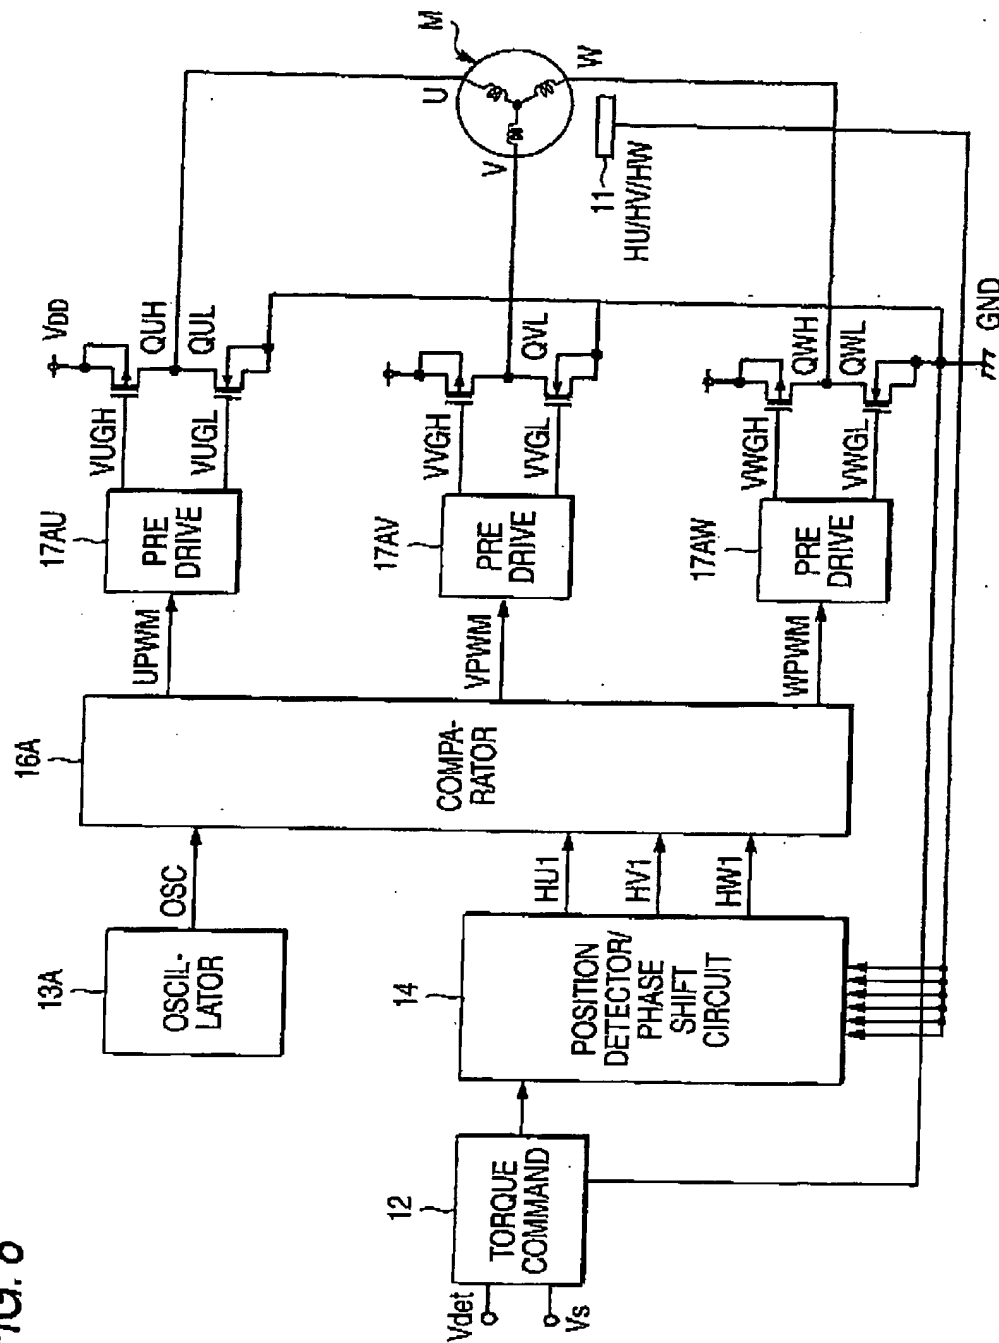 FIG. 6
13A
OSCIL-
LATOR
OSC
16A
COMPA-
RATOR
UPWM
VPWM
WPWM
17AU
PRE
DRIVE
VUGH
VUGL
VDD
QUH
QUL
17AV
PRE
DRIVE
VVGH
VVGL
QVL
17AW
PRE
DRIVE
VWGH
VWGL
QWH
QWL
GND
M
U
V
W
11
HU/HV/HW
Vdet
Vs
12
TORQUE
COMMAND
14
POSITION
DETECTOR/
PHASE
SHIFT
CIRCUIT
HU1
HV1
HW1